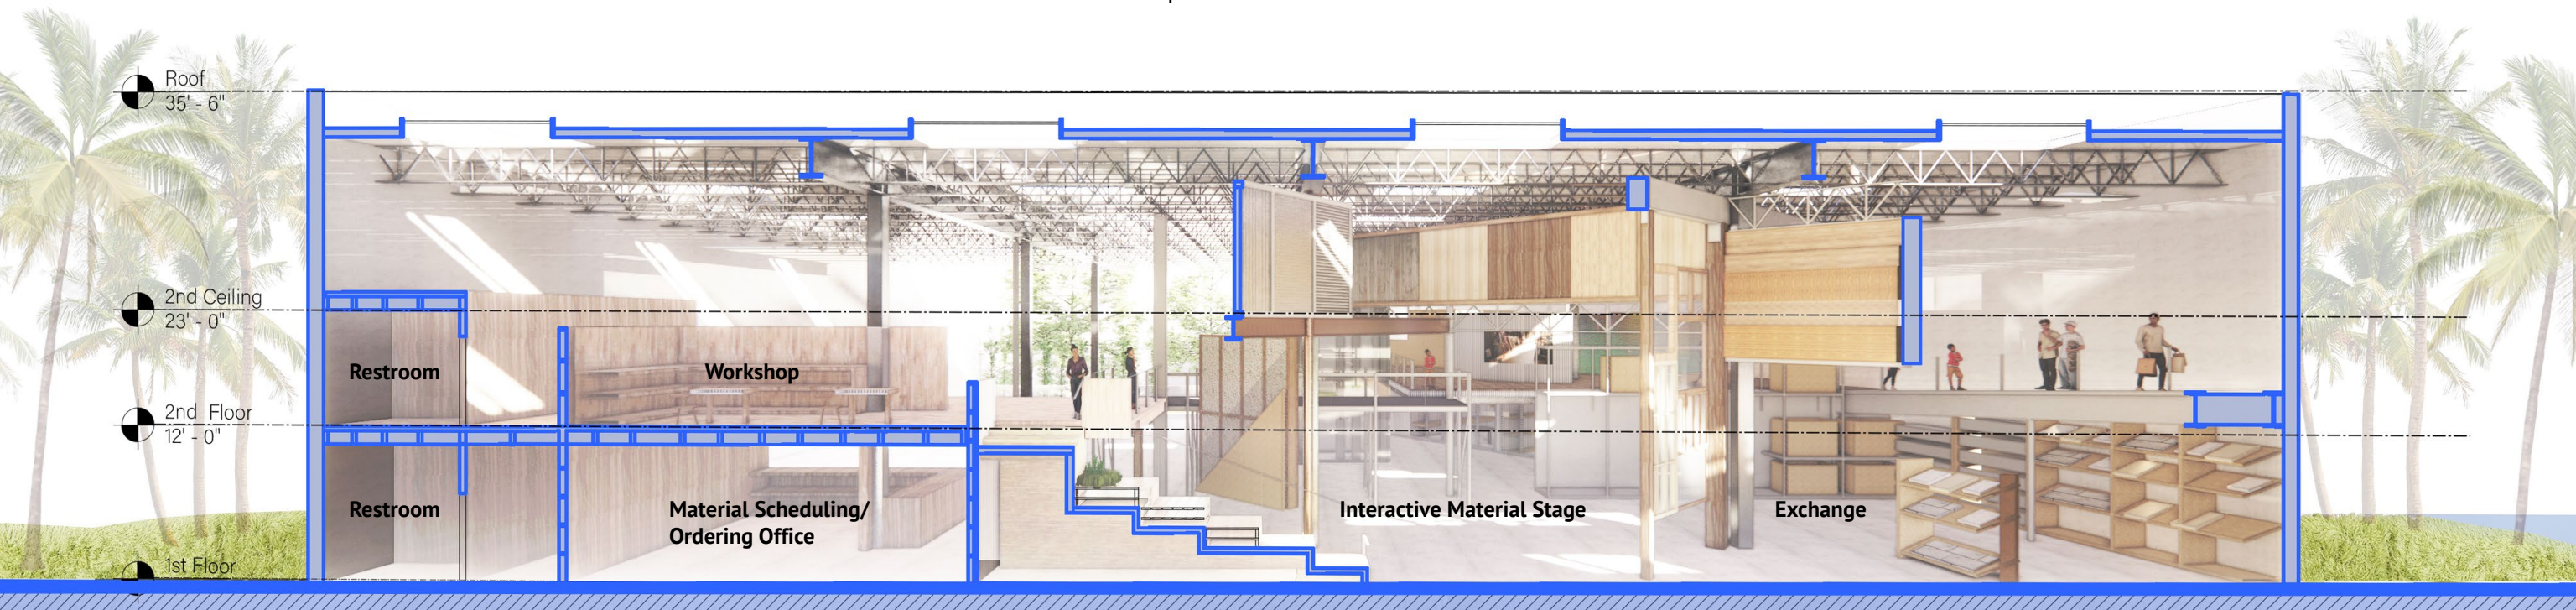 Roof
35' - 6"
2nd Ceiling
23' - 0"
Restroom
Workshop
2nd Floor
12' - 0"
Restroom
Material Scheduling/
Ordering Office
Interactive Material Stage
Exchange
1st Floor